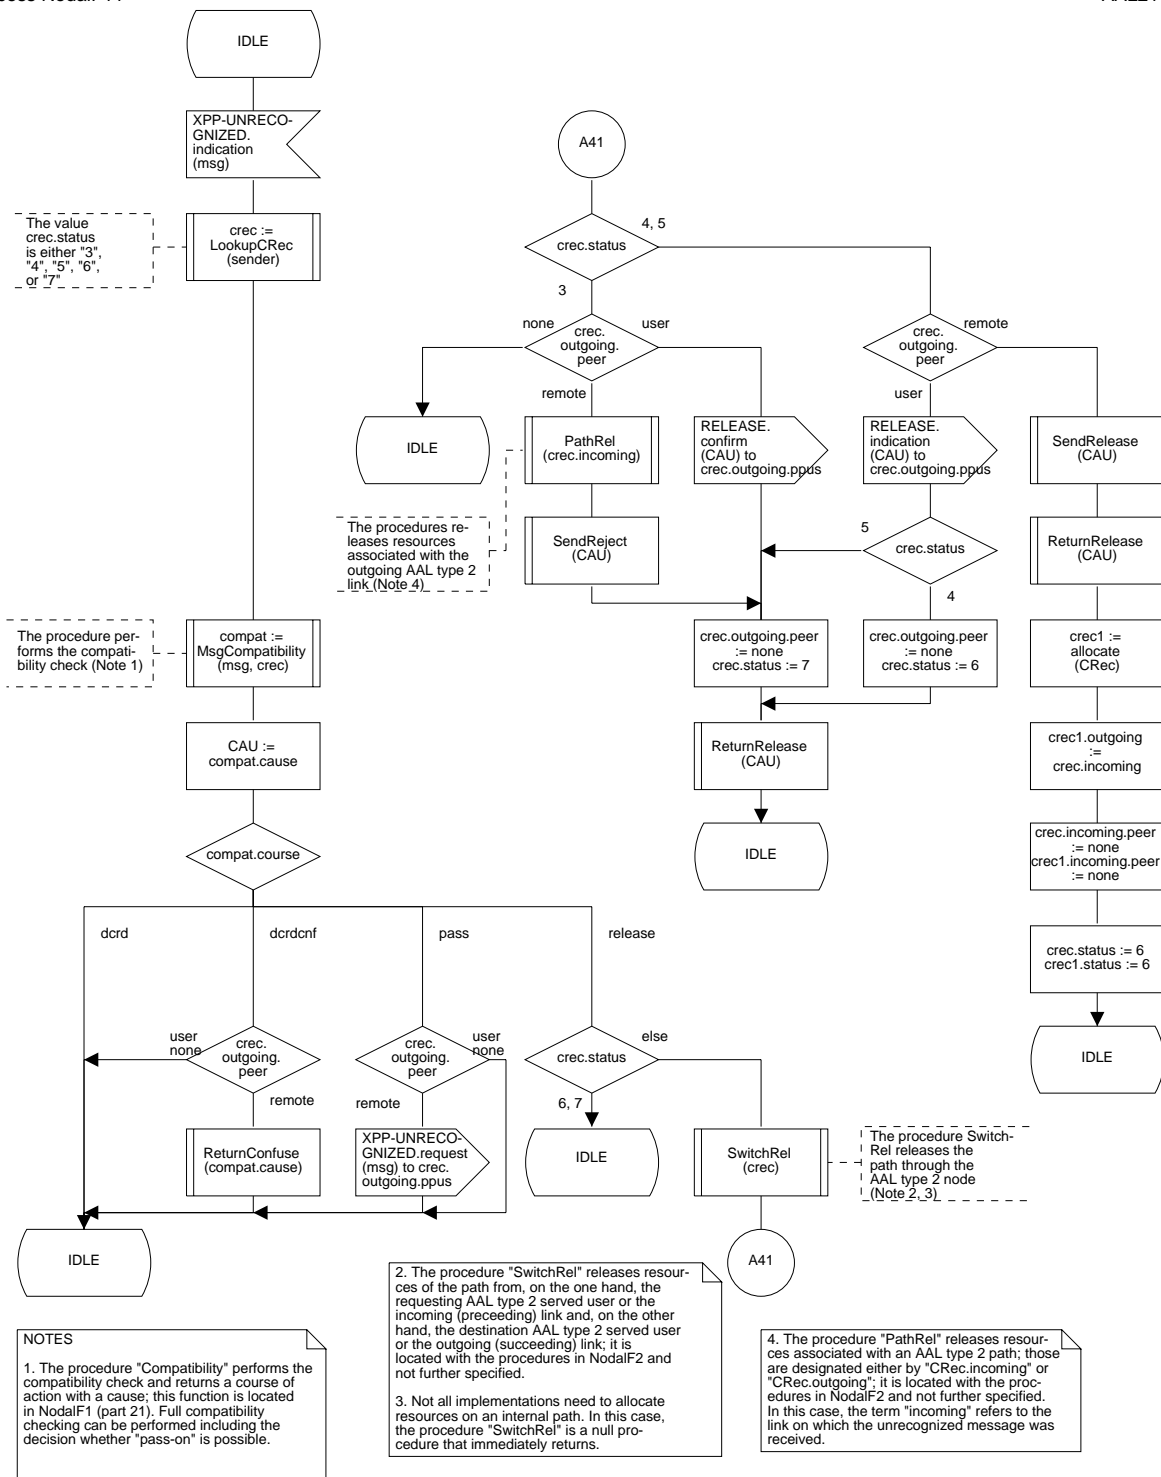 IDLE
XPP-UNRECO-
GNIZED.
indication
(msg)
The value
crec.status
is either "3",
"4", "5", "6",
or "7"
crec :=
LookupCRec
(sender)
The procedure per-
forms the compati-
bility check (Note 1)
compat :=
MsgCompatibility
(msg, crec)
CAU :=
compat.cause
compat.course
dcrd
dcrdcnf
pass
release
user
none
crec.
outgoing.
peer
remote
ReturnConfuse
(compat.cause)
user
none
crec.
outgoing.
peer
remote
XPP-UNRECO-
GNIZED.request
(msg) to crec.
outgoing.ppus
IDLE
crec.status
else
6, 7
IDLE
SwitchRel
(crec)
The procedure Switch-
Rel releases the
path through the
AAL type 2 node
(Note 2, 3)
A41
A41
crec.status
4, 5
3
none
crec.
outgoing.
peer
user
remote
IDLE
PathRel
(crec.incoming)
The procedures re-
leases resources
associated with the
outgoing AAL type 2
link (Note 4)
SendReject
(CAU)
RELEASE.
confirm
(CAU) to
crec.outgoing.ppus
crec.outgoing.peer
:= none
crec.status := 7
ReturnRelease
(CAU)
IDLE
crec.
outgoing.
peer
remote
user
RELEASE.
indication
(CAU) to
crec.outgoing.ppus
5
crec.status
4
crec.outgoing.peer
:= none
crec.status := 6
SendRelease
(CAU)
ReturnRelease
(CAU)
crec1 :=
allocate
(CRec)
crec1.outgoing
:=
crec.incoming
crec.incoming.peer
:= none
crec1.incoming.peer
:= none
crec.status := 6
crec1.status := 6
IDLE
NOTES
1. The procedure "Compatibility" performs the
compatibility check and returns a course of
action with a cause; this function is located
in NodalF1 (part 21). Full compatibility
checking can be performed including the
decision whether "pass-on" is possible.
2. The procedure "SwitchRel" releases resour-
ces of the path from, on the one hand, the
requesting AAL type 2 served user or the
incoming (preceeding) link and, on the other
hand, the destination AAL type 2 served user
or the outgoing (succeeding) link; it is
located with the procedures in NodalF2 and
not further specified.
3. Not all implementations need to allocate
resources on an internal path. In this case,
the procedure "SwitchRel" is a null pro-
cedure that immediately returns.
4. The procedure "PathRel" releases resour-
ces associated with an AAL type 2 path; those
are designated either by "CRec.incoming" or
"CRec.outgoing"; it is located with the proc-
edures in NodalF2 and not further specified.
In this case, the term "incoming" refers to the
link on which the unrecognized message was
received.